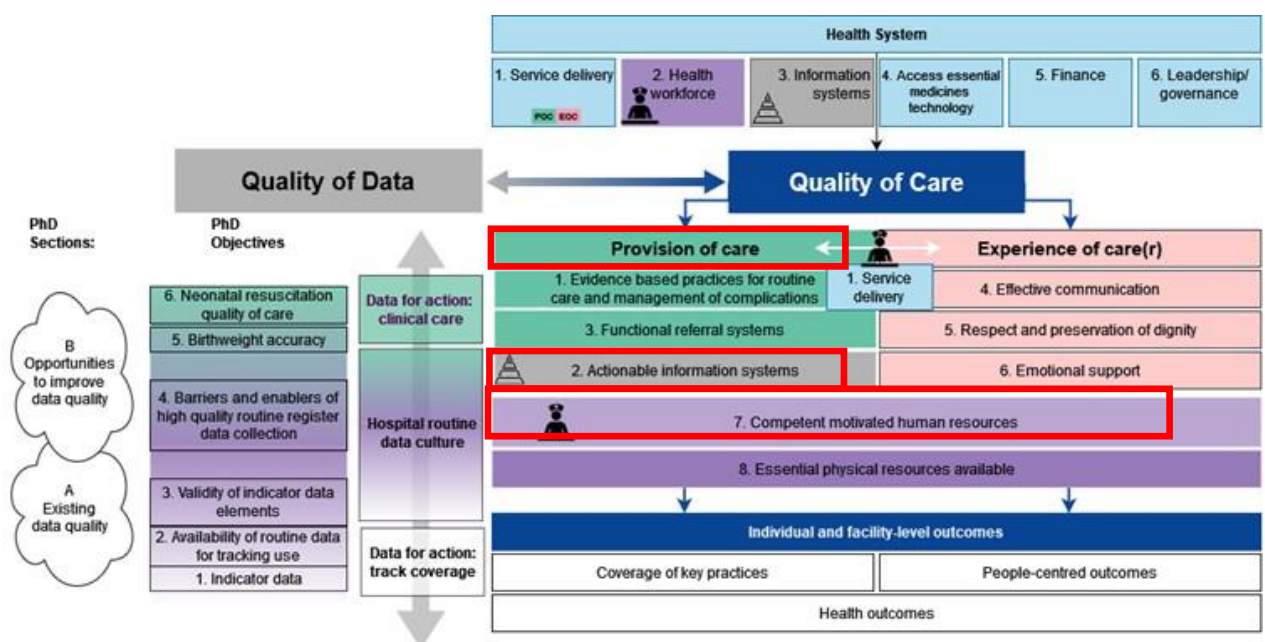 Health System
1. Service delivery
POC EOC
2. Health
workforce
3. Information
systems
4. Access essential
medicines
technology
5. Finance
6. Leadership/
governance
Quality of Data
Quality of Care
PhD
Sections:
PhD
Objectives
B
Opportunities
to improve
data quality
A
Existing
data quality
6. Neonatal resuscitation
quality of care
5. Birthweight accuracy
4. Barriers and enablers of
high quality routine register
data collection
3. Validity of indicator data
elements
2. Availability of routine data
for tracking use
1. Indicator data
Data for action:
clinical care
Hospital routine
data culture
Data for action:
track coverage
Provision of care
Experience of care(r)
1. Evidence based practices for routine
care and management of complications
1. Service
delivery
4. Effective communication
3. Functional referral systems
5. Respect and preservation of dignity
2. Actionable information systems
6. Emotional support
7. Competent motivated human resources
8. Essential physical resources available
Individual and facility-level outcomes
Coverage of key practices
People-centred outcomes
Health outcomes